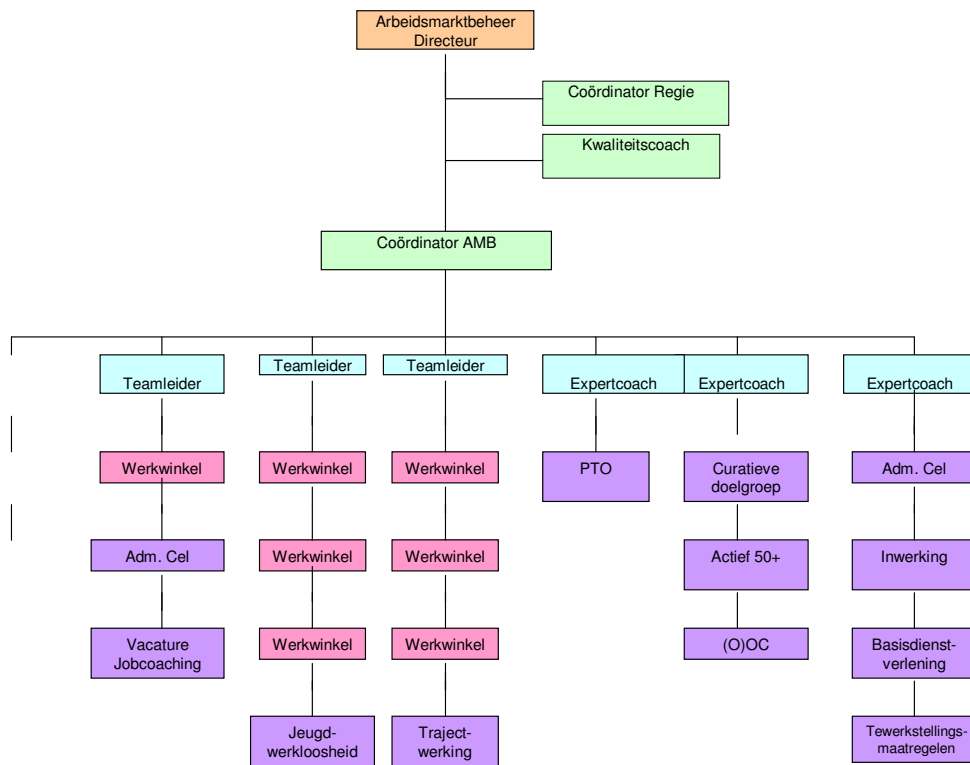 Arbeidsmarktbeheer
Directeur
Coördinator Regie
Kwaliteitscoach
Coördinator AMB
Teamleider
Teamleider
Teamleider
Expertcoach
Expertcoach
Expertcoach
Werkwinkel
Werkwinkel
Werkwinkel
PTO
Curatieve
doelgroep
Adm. Cel
Adm. Cel
Werkwinkel
Werkwinkel
Actief 50+
Inwerking
Vacature
Jobcoaching
Werkwinkel
Werkwinkel
(O)OC
Basisdienst-
verlening
Jeugd-
werkloosheid
Traject-
werking
Tewerkstellings-
maatregelen